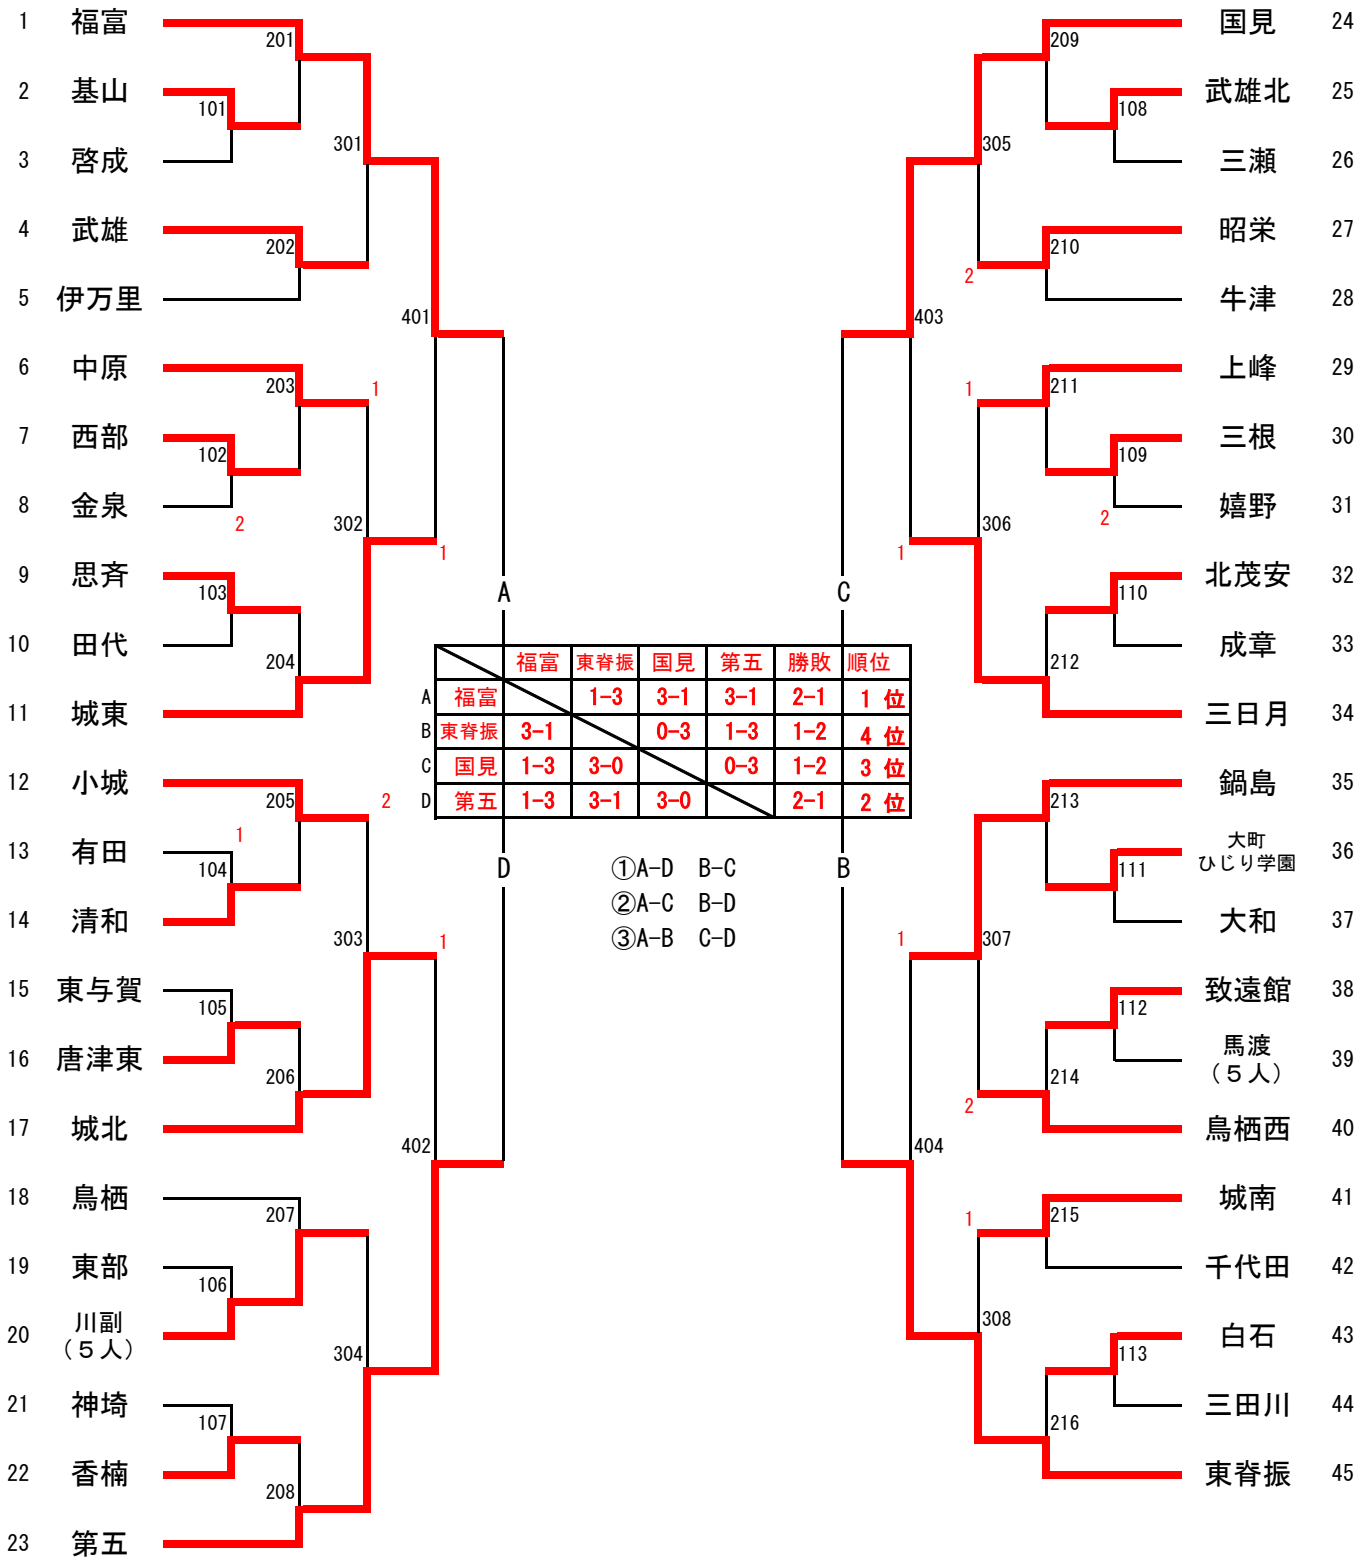 1 福富
201
2 基山
101
3 啓成
301
4 武雄
202
5 伊万里
401
6 中原
203 1
7 西部
102
8 金泉
2
302
1
9 思斉
103
10 田代
204
11 城東
12 小城
205 2
13 有田
1
104
14 清和
303 1
15 東与賀
105
16 唐津東
206
17 城北
402
18 鳥栖
207
19 東部
106
20 川副
(5人)
304
21 神埼
107
22 香楠
208
23 第五
A
C
福富 東脊振 国見 第五 勝敗 順位
A 福富 1-3 3-1 3-1 2-1 1 位
B 東脊振 3-1 0-3 1-3 1-2 4 位
C 国見 1-3 3-0 0-3 1-2 3 位
D 第五 1-3 3-1 3-0 2-1 2 位
D
B
①A-D B-C
②A-C B-D
③A-B C-D
国見 24
209
武雄北 25
108
305
三瀬 26
昭栄 27
210
2
牛津 28
403
上峰 29
1 211
三根 30
109
嬉野 31
2
306
1
北茂安 32
110
成章 33
212
三日月 34
鍋島 35
213
大町
ひじり学園 36
111
大和 37
1 307
致遠館 38
112
馬渡
(5人) 39
214
2
鳥栖西 40
404
城南 41
1 215
千代田 42
308
白石 43
113
三田川 44
216
東脊振 45